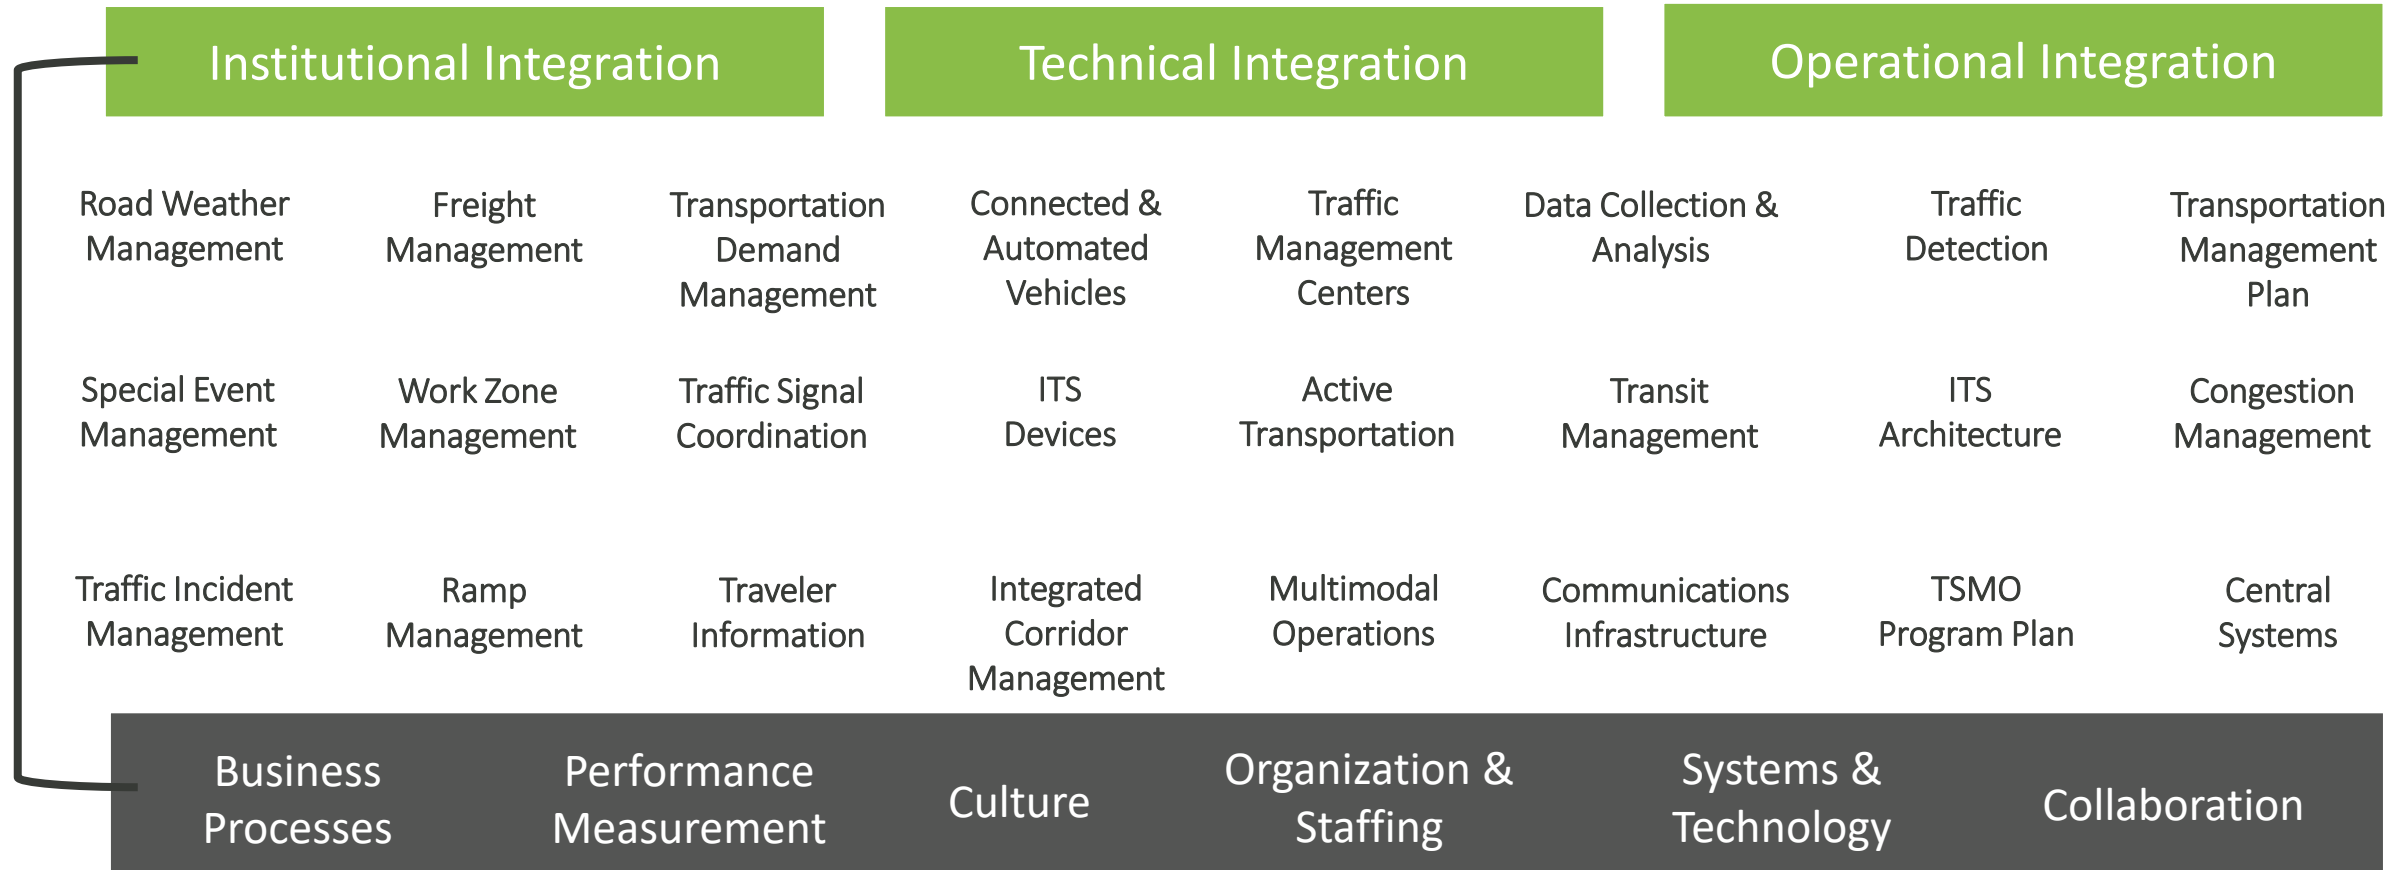 Institutional Integration
Technical Integration
Operational Integration
Road Weather
Management
Freight
Management
Transportation
Demand
Management
Connected &
Automated
Vehicles
Traffic
Management
Centers
Data Collection &
Analysis
Traffic
Detection
Transportation
Management
Plan
Special Event
Management
Work Zone
Management
Traffic Signal
Coordination
ITS
Devices
Active
Transportation
Transit
Management
ITS
Architecture
Congestion
Management
Traffic Incident
Management
Ramp
Management
Traveler
Information
Integrated
Corridor
Management
Multimodal
Operations
Communications
Infrastructure
TSMO
Program Plan
Central
Systems
Business
Processes
Performance
Measurement
Culture
Organization &
Staffing
Systems &
Technology
Collaboration